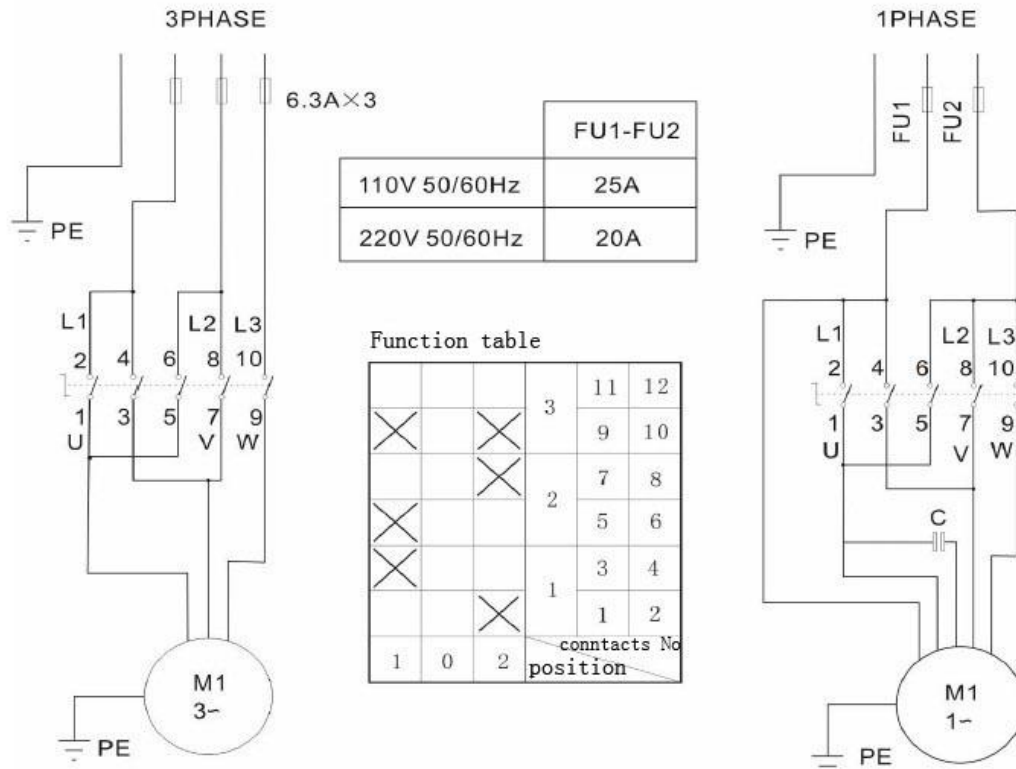 3PHASE
6.3A×3
PE
L1 L2 L3
2 4 6 8 10
1 3 5 7 9
U V W
M1
3~
PE
FU1-FU2
110V 50/60Hz 25A
220V 50/60Hz 20A
Function table
3 11 12
9 10
2 7 8
5 6
1 3 4
1 2
conntacts No
1 0 2 position
1PHASE
FU1 FU2
PE
L1 L2 L3
2 4 6 8 10
1 3 5 7 9
U V W
C
M1
1~
PE